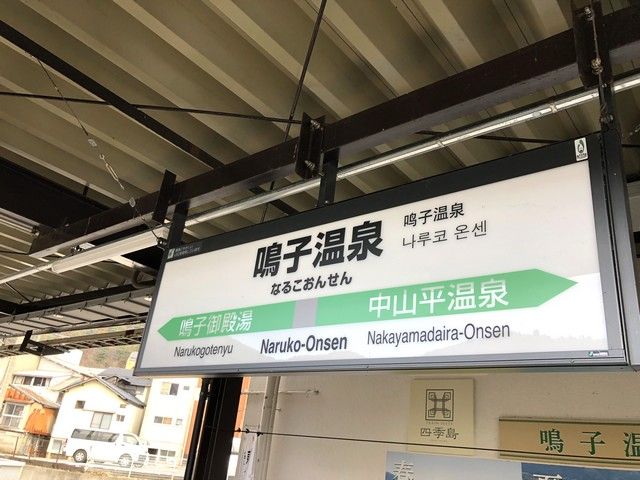 鳴子温泉
なるこおんせん
鸣子温泉
나루코 온센
鳴子御殿湯
中山平温泉
Narukogotenyu
Naruko-Onsen
Nakayamadaira-Onsen
四季島
鳴子温
春